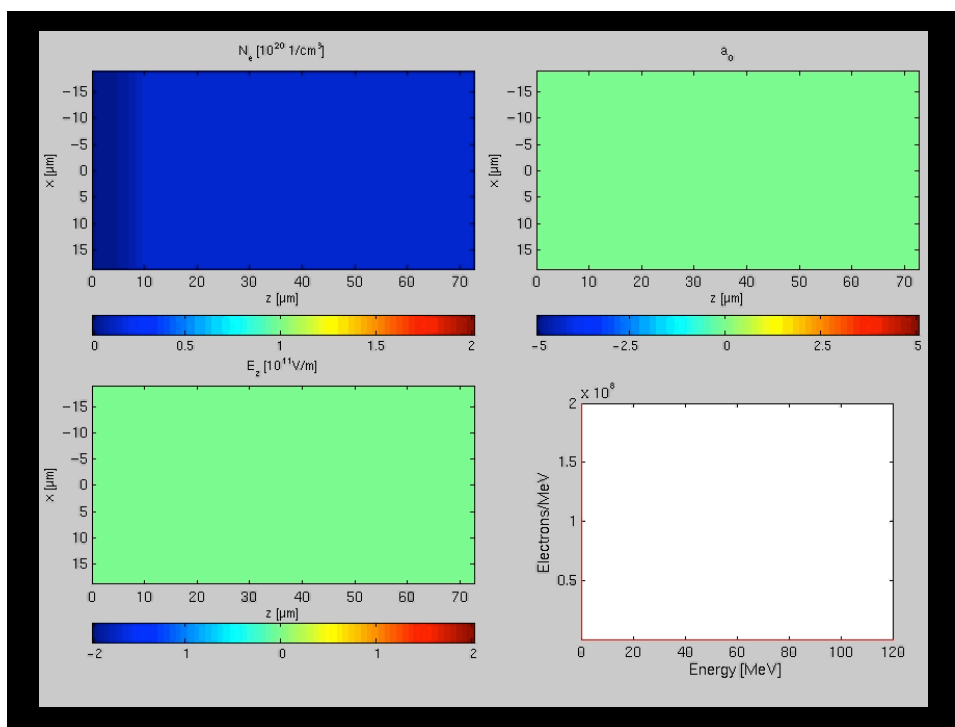 N_e [10^20 1/cm^3]
-15
-10
-5
0
5
10
15
x [μm]
0 10 20 30 40 50 60 70
z [μm]
0 0.5 1 1.5 2
a_o
-15
-10
-5
0
5
10
15
x [μm]
0 10 20 30 40 50 60 70
z [μm]
-5 -2.5 0 2.5 5
E_z [10^11V/m]
-15
-10
-5
0
5
10
15
x [μm]
0 10 20 30 40 50 60 70
z [μm]
-2 1 0 1 2
x 10^8
2
1.5
1
0.5
Electrons/MeV
0 20 40 60 80 100 120
Energy [MeV]